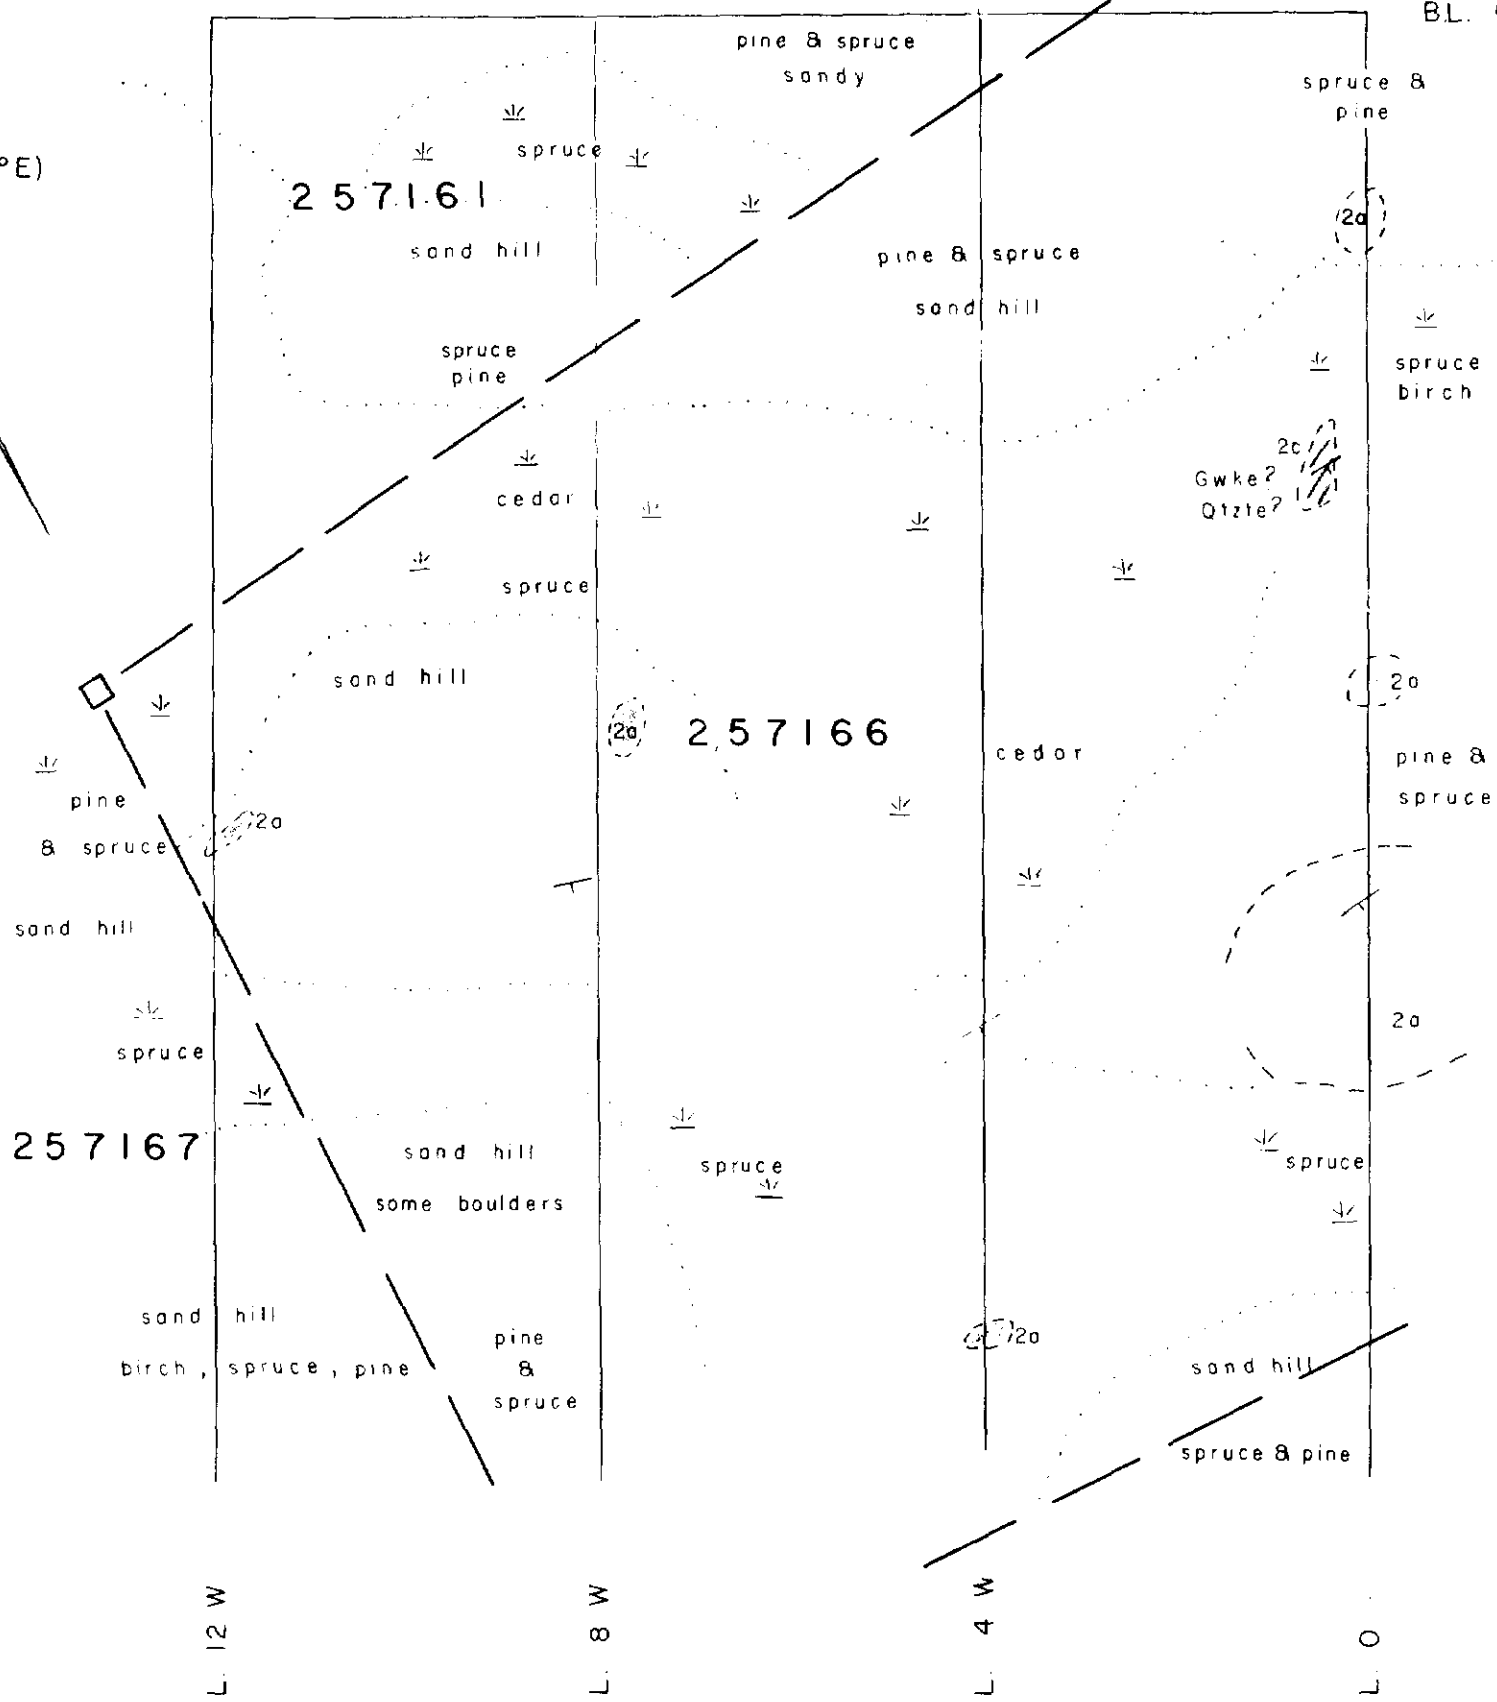 B.L.
pine & spruce
sandy
spruce &
pine
°E)
spruce
257161
2a
sand hill
pine & spruce
sand hill
spruce
pine
spruce
birch
2c
Gwke?
Qtzte?
cedar
spruce
sand hill
2a
2a
257166
cedar
pine &
spruce
pine
& spruce
2a
sand hill
2a
spruce
257167
sand hill
some boulders
spruce
spruce
sand hill
birch, spruce, pine
pine
&
spruce
2a
sand hill
spruce & pine
L. 12 W
L. 8 W
L. 4 W
L. 0